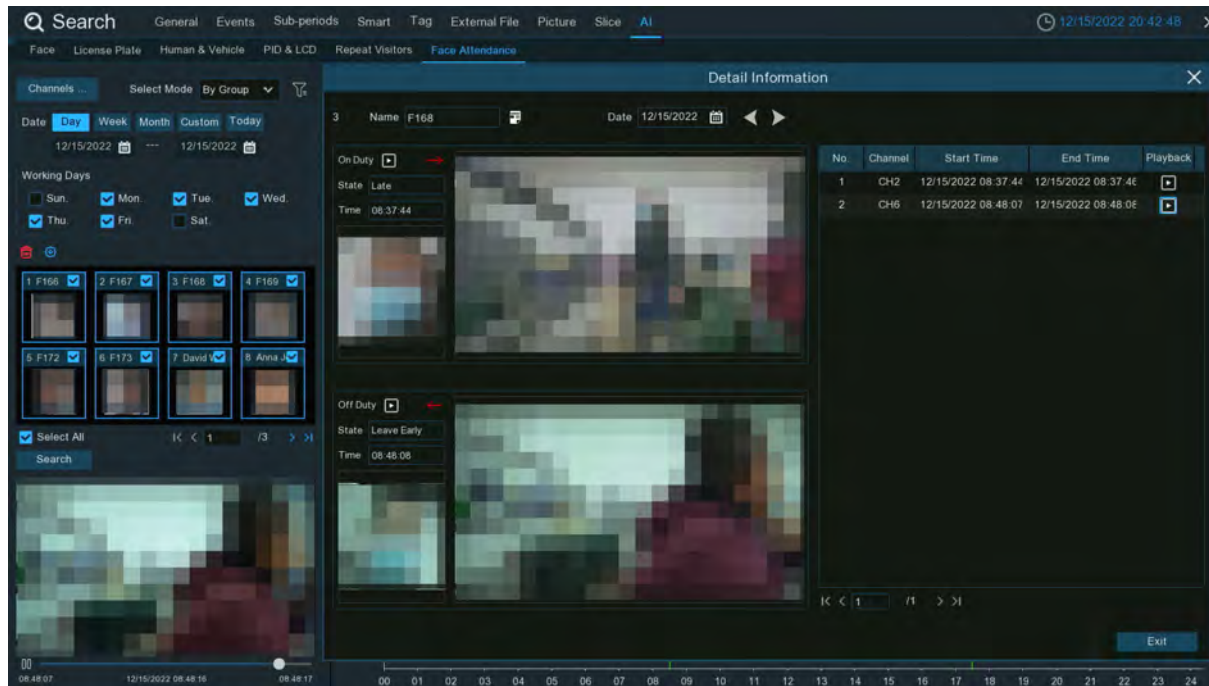 Search General Events Sub-periods Smart Tag External File Picture Slice AI 12/15/2022 20:42:48
Face License Plate Human & Vehicle PID & LCD Repeat Visitors Face Attendance
Detail Information
Channels ... Select Mode By Group
Date Day Week Month Custom Today
12/15/2022 --- 12/15/2022
Working Days
Sun. Mon. Tue. Wed.
Thu. Fri. Sat.
1 F166 2 F167 3 F168 4 F169
5 F172 6 F173 7 David 8 Anna J
Select All 1 /3
Search
08:48:07 12/15/2022 08:48:16 08:48:17
3 Name F168 Date 12/15/2022
On Duty
State Late
Time 08:37:44
Off Duty
State Leave Early
Time 08:48:08
No. Channel Start Time End Time Playback
1 CH2 12/15/2022 08:37:44 12/15/2022 08:37:46
2 CH6 12/15/2022 08:48:07 12/15/2022
1 /1
Exit
00 01 02 03 04 05 06 07 08 09 10 11 12 13 14 15 16 17 18 19 20 21 22 23 24